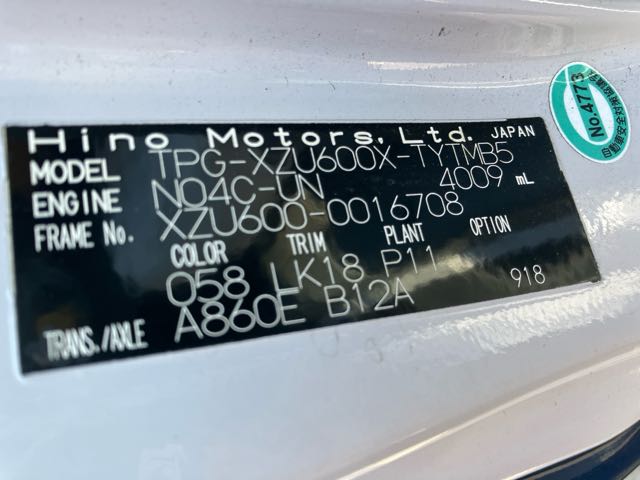 Hino Motors, Ltd. JAPAN
MODEL TPG-XZU600X-TYTMB5
ENGINE N04C-UN 4009 mL
FRAME No. XZU600-0016708
COLOR TRIM PLANT OPTION
058 LK18 P11
TRANS./AXLE A860E B12A 918
No.4773